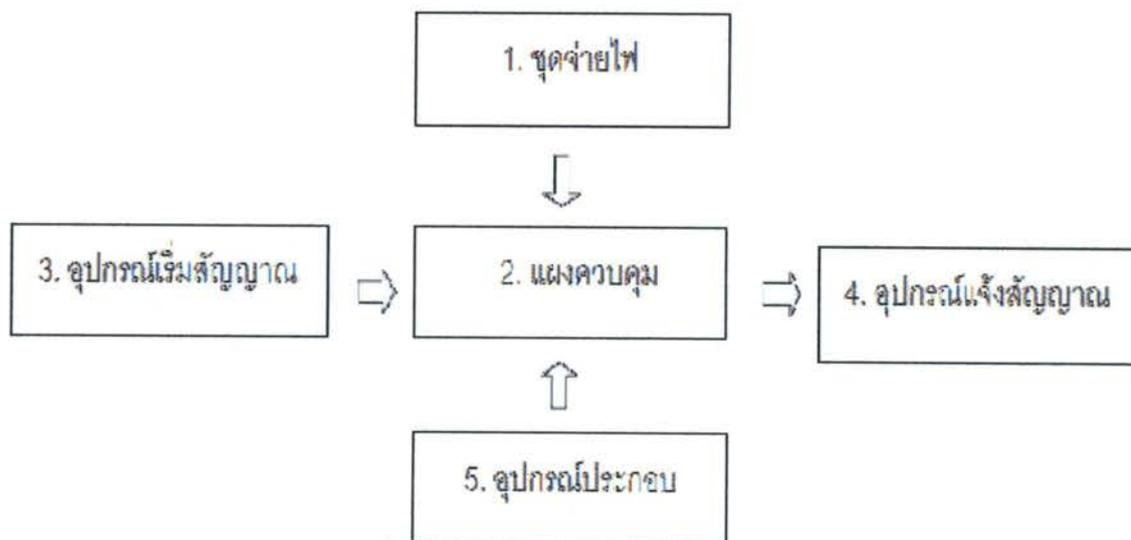 1. ชุดจ่ายไฟ
3. อุปกรณ์เริ่มสัญญาณ
2. แผงควบคุม
4. อุปกรณ์แจ้งสัญญาณ
5. อุปกรณ์ประกอบ